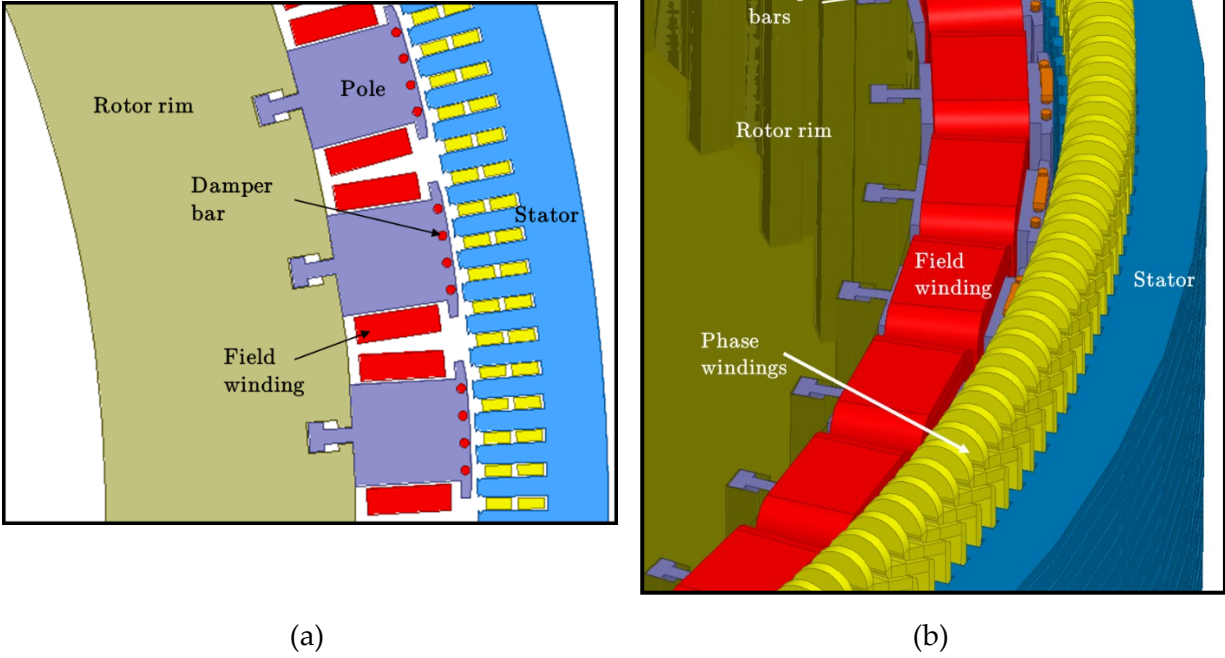 Pole
Rotor rim
Damper
bar
Stator
Field
winding
(a)
bars
Rotor rim
Field
winding
Stator
Phase
windings
(b)